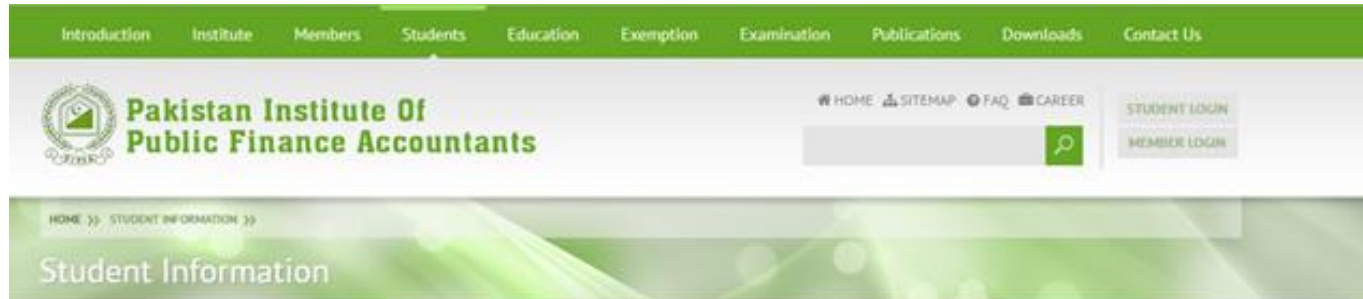 Introduction Institute Members Students Education Exemption Examination Publications Downloads Contact Us
HOME SITEMAP FAQ CAREER
Pakistan Institute Of
Public Finance Accountants
STUDENT LOGIN
MEMBER LOGIN
HOME >> STUDENT INFORMATION >>
Student Information